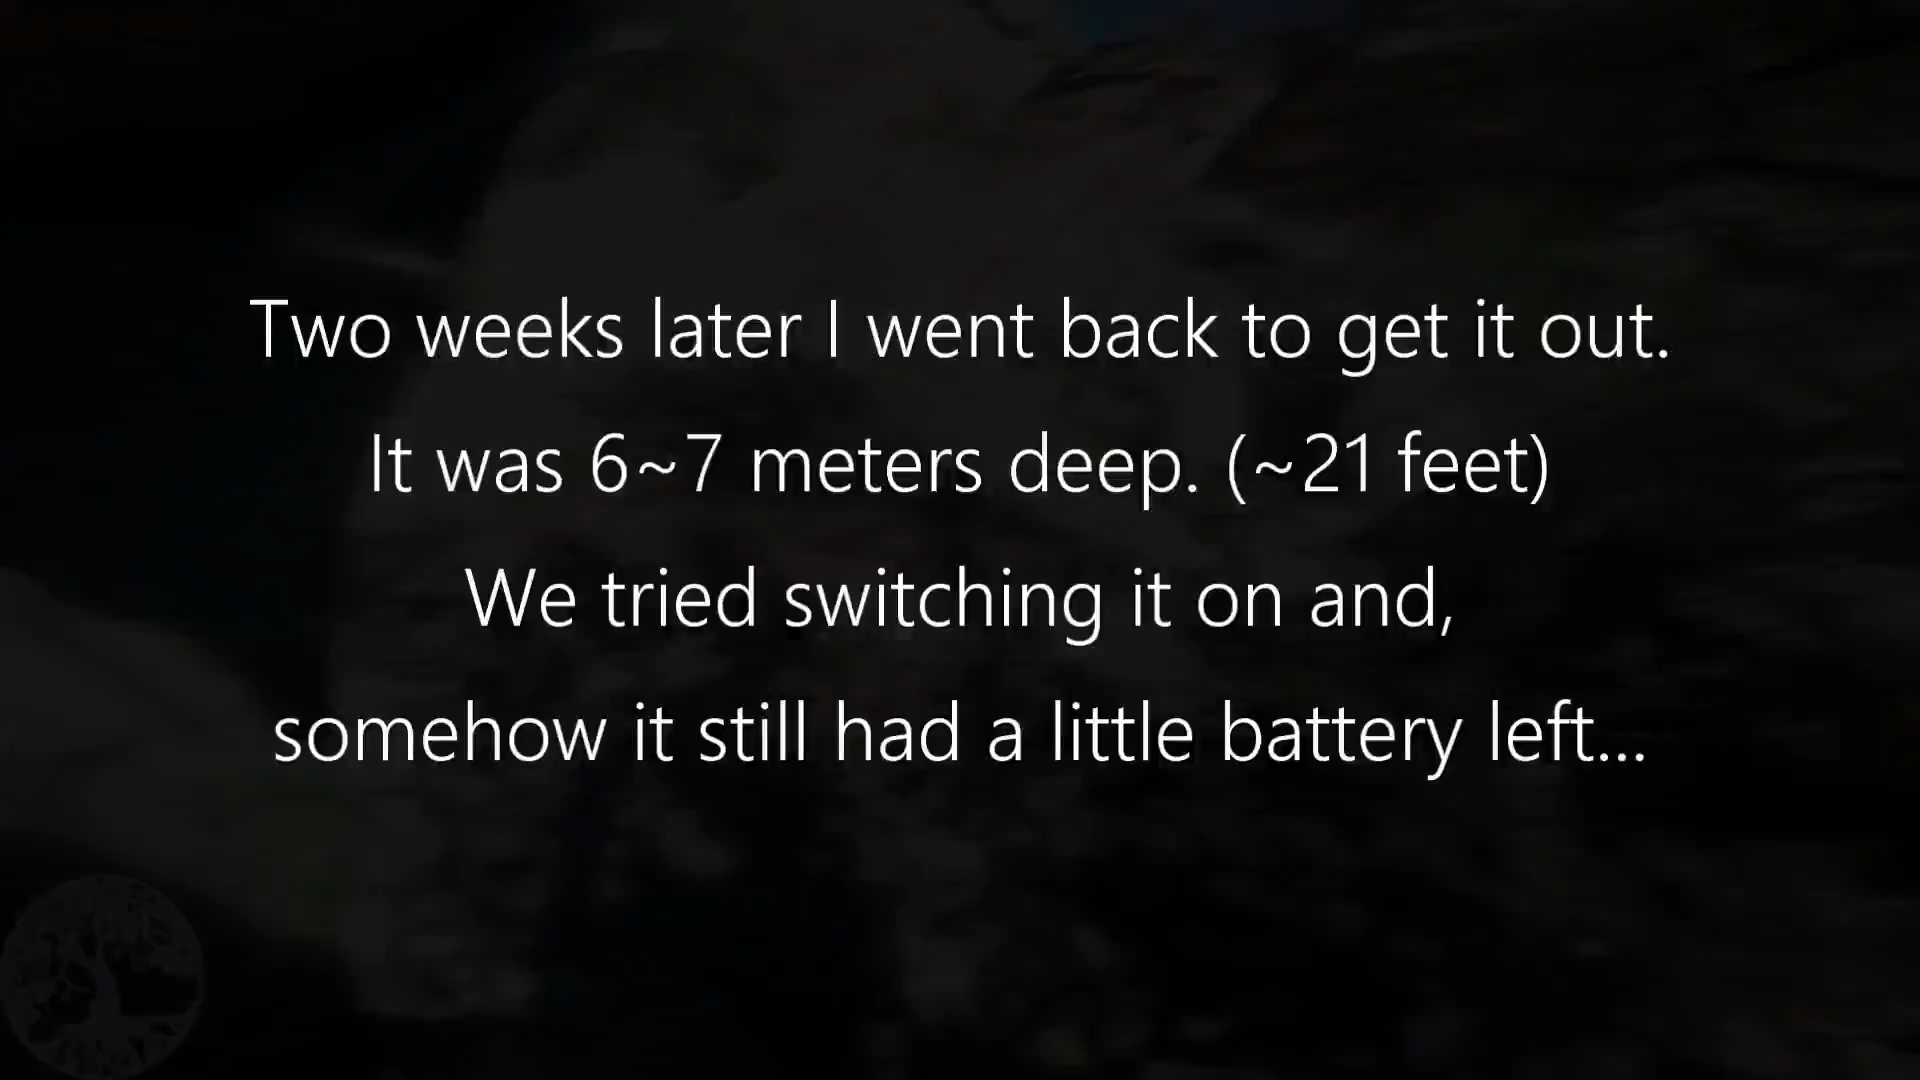 Two weeks later I went back to get it out.
It was 6~7 meters deep. (~21 feet)
We tried switching it on and,
somehow it still had a little battery left...